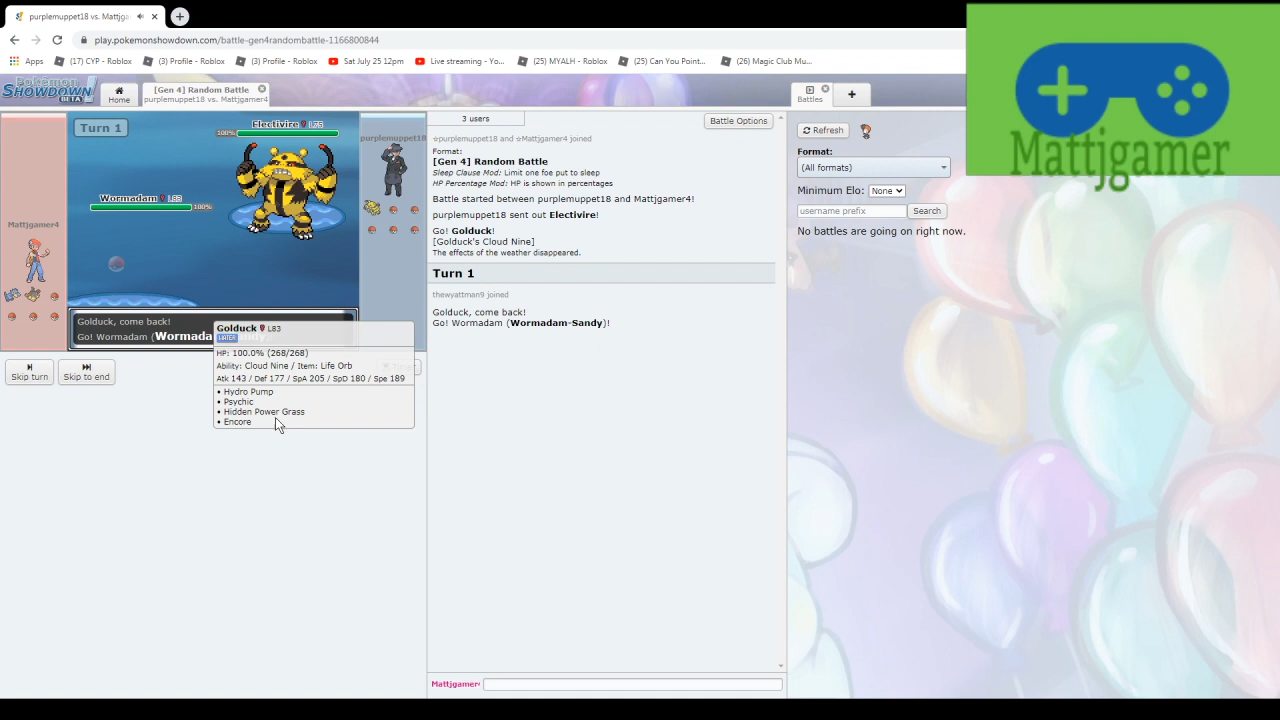 purplemuppet18 vs. Mattjga
play.pokemonshowdown.com/battle-gen4randombattle-1166800844
Apps
(17) CYP - Roblox
(3) Profile - Roblox
(3) Profile - Roblox
Sat July 25 12pm
Live streaming - Yo...
(25) MYALH - Roblox
(25) Can You Point...
(26) Magic Club Mu...
Pokémon
SHOWDOWN!
BETA
Home
[Gen 4] Random Battle
purplemuppet18 vs. Mattjgamer4
Battles
Turn 1
Electivire L75
100%
Wormadam
100%
purplemuppet18
Mattjgamer4
Golduck, come back!
Go! Wormadam (Wormada
Golduck L83
WATER
HP: 100.0% (268/268)
Ability: Cloud Nine / Item: Life Orb
Atk 143 / Def 177 / SpA 205 / SpD 180 / Spe 189
• Hydro Pump
• Psychic
• Hidden Power Grass
• Encore
Skip turn
Skip to end
3 users
Battle Options
☆purplemuppet18 and ☆Mattjgamer4 joined
Format:
[Gen 4] Random Battle
Sleep Clause Mod: Limit one foe put to sleep
HP Percentage Mod: HP is shown in percentages
Battle started between purplemuppet18 and Mattjgamer4!
purplemuppet18 sent out Electivire!
Go! Golduck!
[Golduck's Cloud Nine]
The effects of the weather disappeared.
Turn 1
thewyattman9 joined
Golduck, come back!
Go! Wormadam (Wormadam-Sandy)!
Mattjgamer
Refresh
Format:
(All formats)
Minimum Elo:
None
username prefix
Search
No battles are going on right now.
Mattjgamer